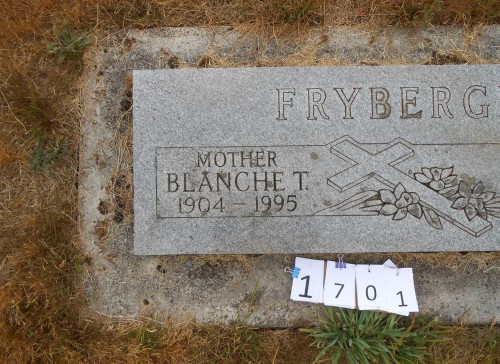 FRYBERG
MOTHER
BLANCHE T.
1904 – 1995
1701